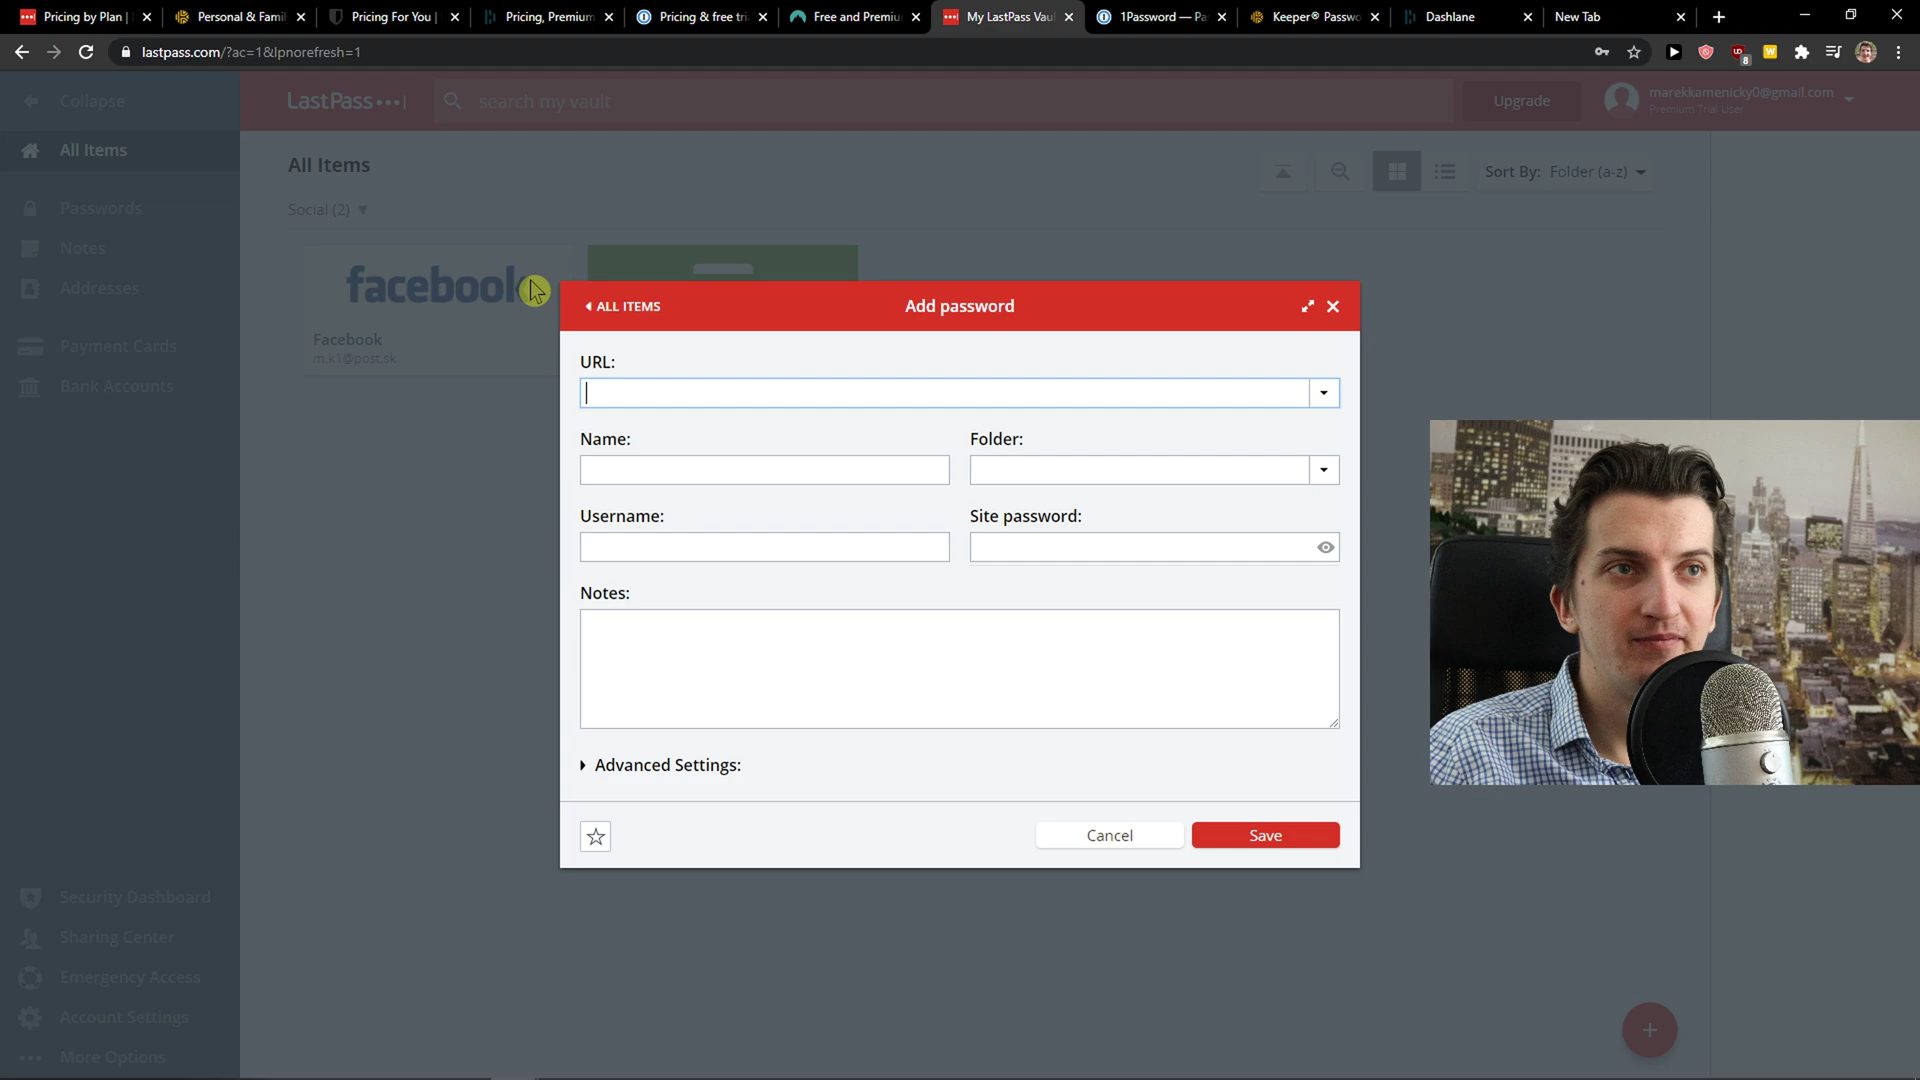 Pricing by Plan |
Personal & Famil
Pricing For You |
Pricing, Premium
Pricing & free tri
Free and Premiu
My LastPass Vaul
1Password — Pa
Keeper® Passwo
Dashlane
New Tab
lastpass.com/?ac=1&lpnorefresh=1
8
Collapse
LastPass•••|
search my vault
Upgrade
marekkamenicky0@gmail.com
Premium Trial User
All Items
Passwords
Notes
Addresses
Payment Cards
Bank Accounts
All Items
Sort By: Folder (a-z)
Social (2)
facebook
Facebook
m.k1@post.sk
ALL ITEMS
Add password
URL:
Name:
Folder:
Username:
Site password:
Notes:
Advanced Settings:
Cancel
Save
Security Dashboard
Sharing Center
Emergency Access
Account Settings
More Options